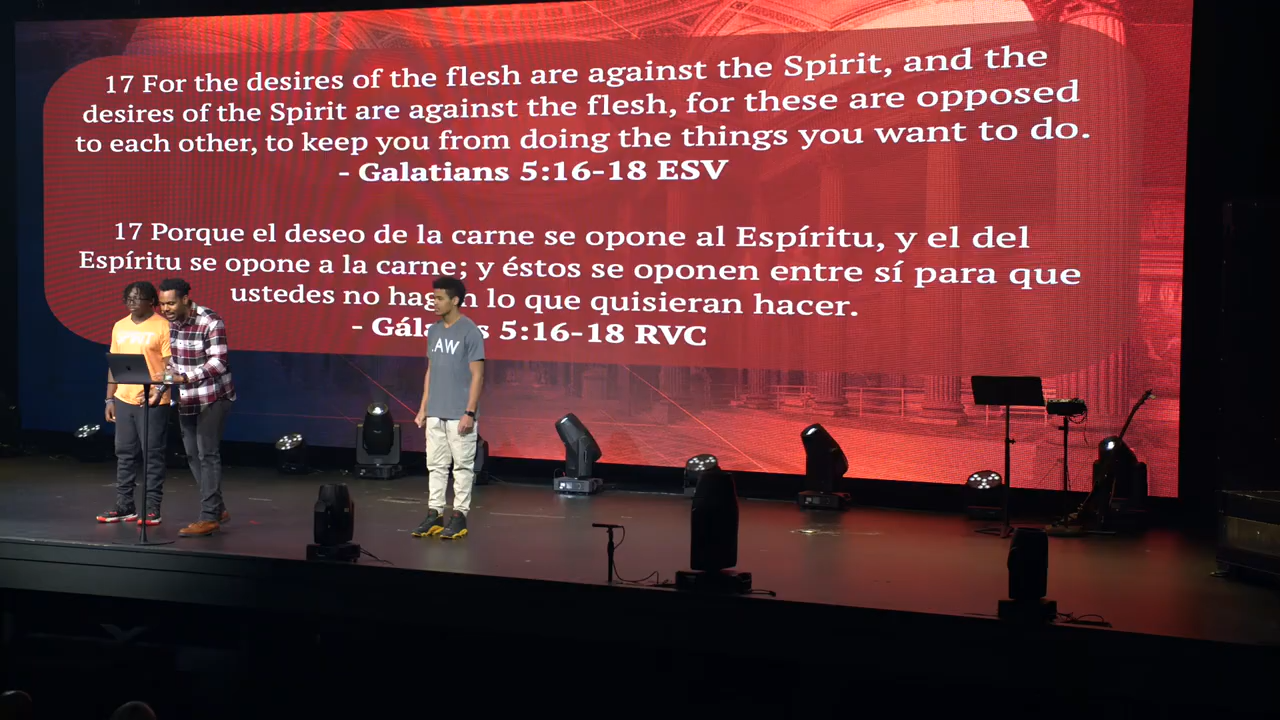 17 For the desires of the flesh are against the Spirit, and the
desires of the Spirit are against the flesh, for these are opposed
to each other, to keep you from doing the things you want to do.
- Galatians 5:16-18 ESV
17 Porque el deseo de la carne se opone al Espíritu, y el del
Espíritu se opone a la carne; y éstos se oponen entre sí para que
ustedes no hagan lo que quisieran hacer.
- Gálatas 5:16-18 RVC